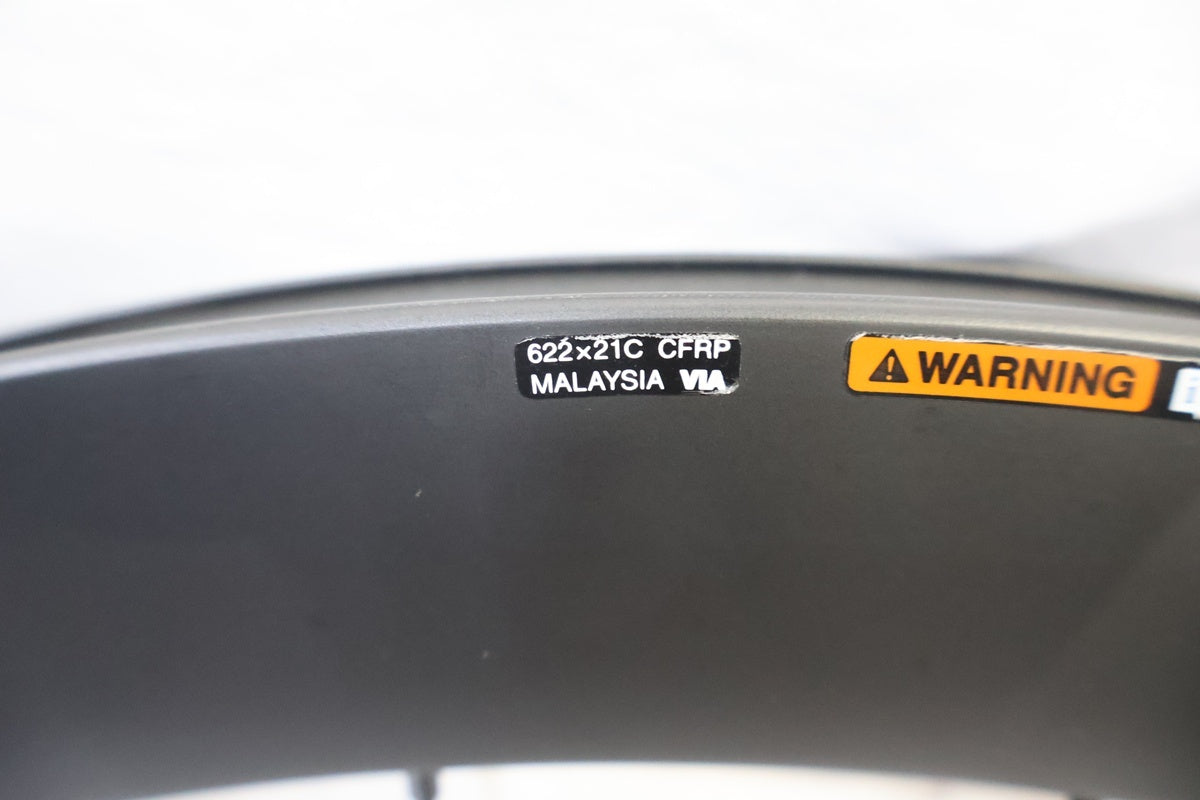 622×21C CFRP
MALAYSIA VIA
WARNING